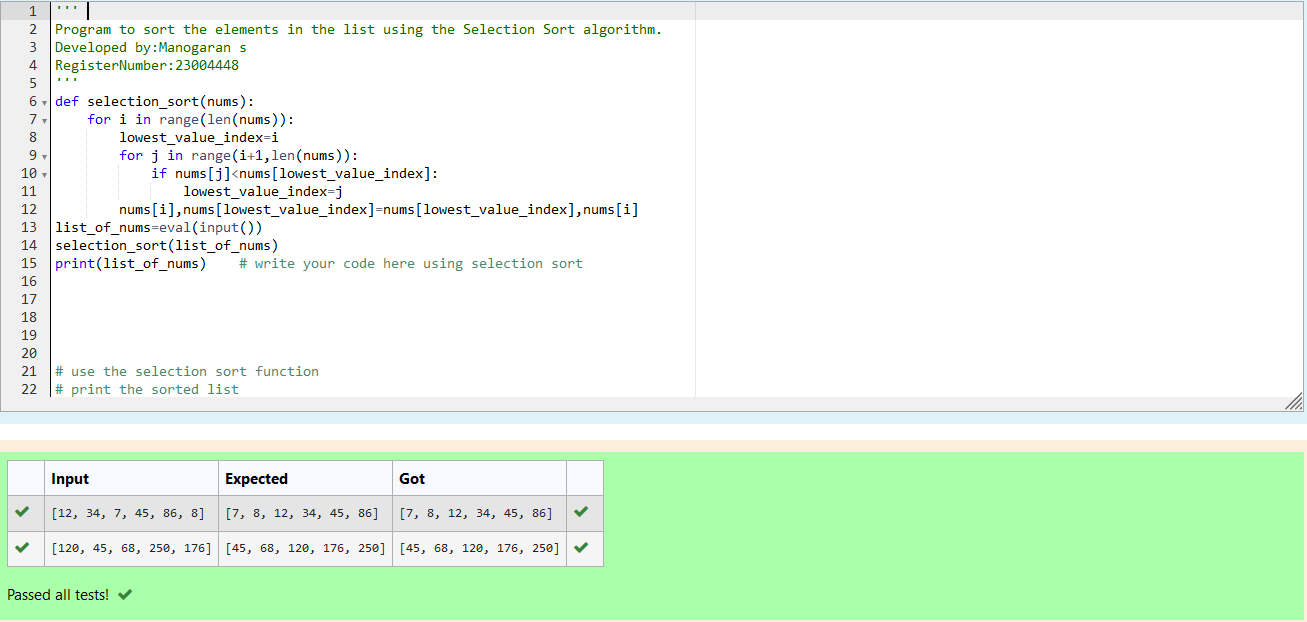 1 '''
2 Program to sort the elements in the list using the Selection Sort algorithm.
3 Developed by:Manogaran s
4 RegisterNumber:23004448
5 '''
6 def selection_sort(nums):
7     for i in range(len(nums)):
8         lowest_value_index=i
9         for j in range(i+1,len(nums)):
10             if nums[j]<nums[lowest_value_index]:
11                 lowest_value_index=j
12         nums[i],nums[lowest_value_index]=nums[lowest_value_index],nums[i]
13 list_of_nums=eval(input())
14 selection_sort(list_of_nums)
15 print(list_of_nums)    # write your code here using selection sort
16
17
18
19
20
21 # use the selection sort function
22 # print the sorted list
Input Expected Got
[12, 34, 7, 45, 86, 8] [7, 8, 12, 34, 45, 86] [7, 8, 12, 34, 45, 86]
[120, 45, 68, 250, 176] [45, 68, 120, 176, 250] [45, 68, 120, 176, 250]
Passed all tests!